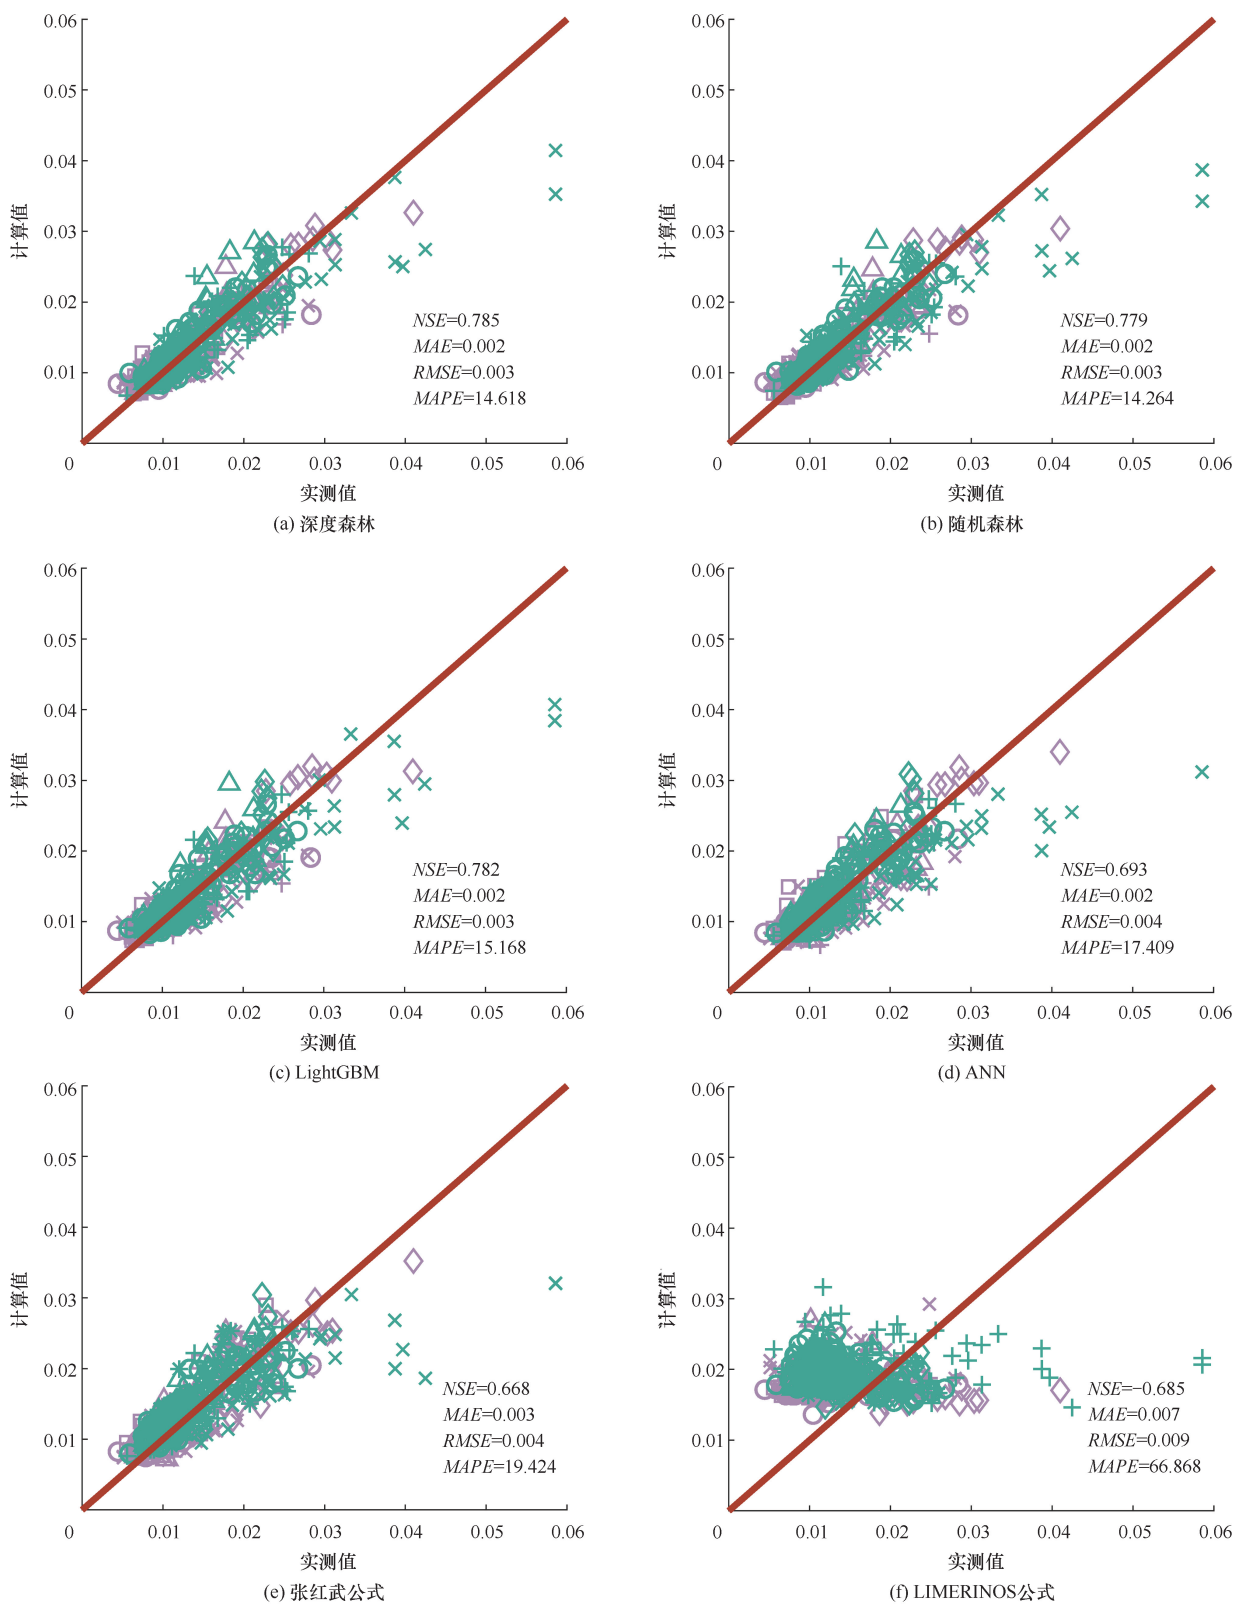 0.06
0.05
0.04
0.03
0.02
0.01
0
0.01
0.02
0.03
0.04
0.05
0.06
计算值
实测值
NSE=0.785
MAE=0.002
RMSE=0.003
MAPE=14.618
(a) 深度森林
0.06
0.05
0.04
0.03
0.02
0.01
0
0.01
0.02
0.03
0.04
0.05
0.06
计算值
实测值
NSE=0.779
MAE=0.002
RMSE=0.003
MAPE=14.264
(b) 随机森林
0.06
0.05
0.04
0.03
0.02
0.01
0
0.01
0.02
0.03
0.04
0.05
0.06
计算值
实测值
NSE=0.782
MAE=0.002
RMSE=0.003
MAPE=15.168
(c) LightGBM
0.06
0.05
0.04
0.03
0.02
0.01
0
0.01
0.02
0.03
0.04
0.05
0.06
计算值
实测值
NSE=0.693
MAE=0.002
RMSE=0.004
MAPE=17.409
(d) ANN
0.06
0.05
0.04
0.03
0.02
0.01
0
0.01
0.02
0.03
0.04
0.05
0.06
计算值
实测值
NSE=0.668
MAE=0.003
RMSE=0.004
MAPE=19.424
(e) 张红武公式
0.06
0.05
0.04
0.03
0.02
0.01
0
0.01
0.02
0.03
0.04
0.05
0.06
计算值
实测值
NSE=−0.685
MAE=0.007
RMSE=0.009
MAPE=66.868
(f) LIMERINOS公式